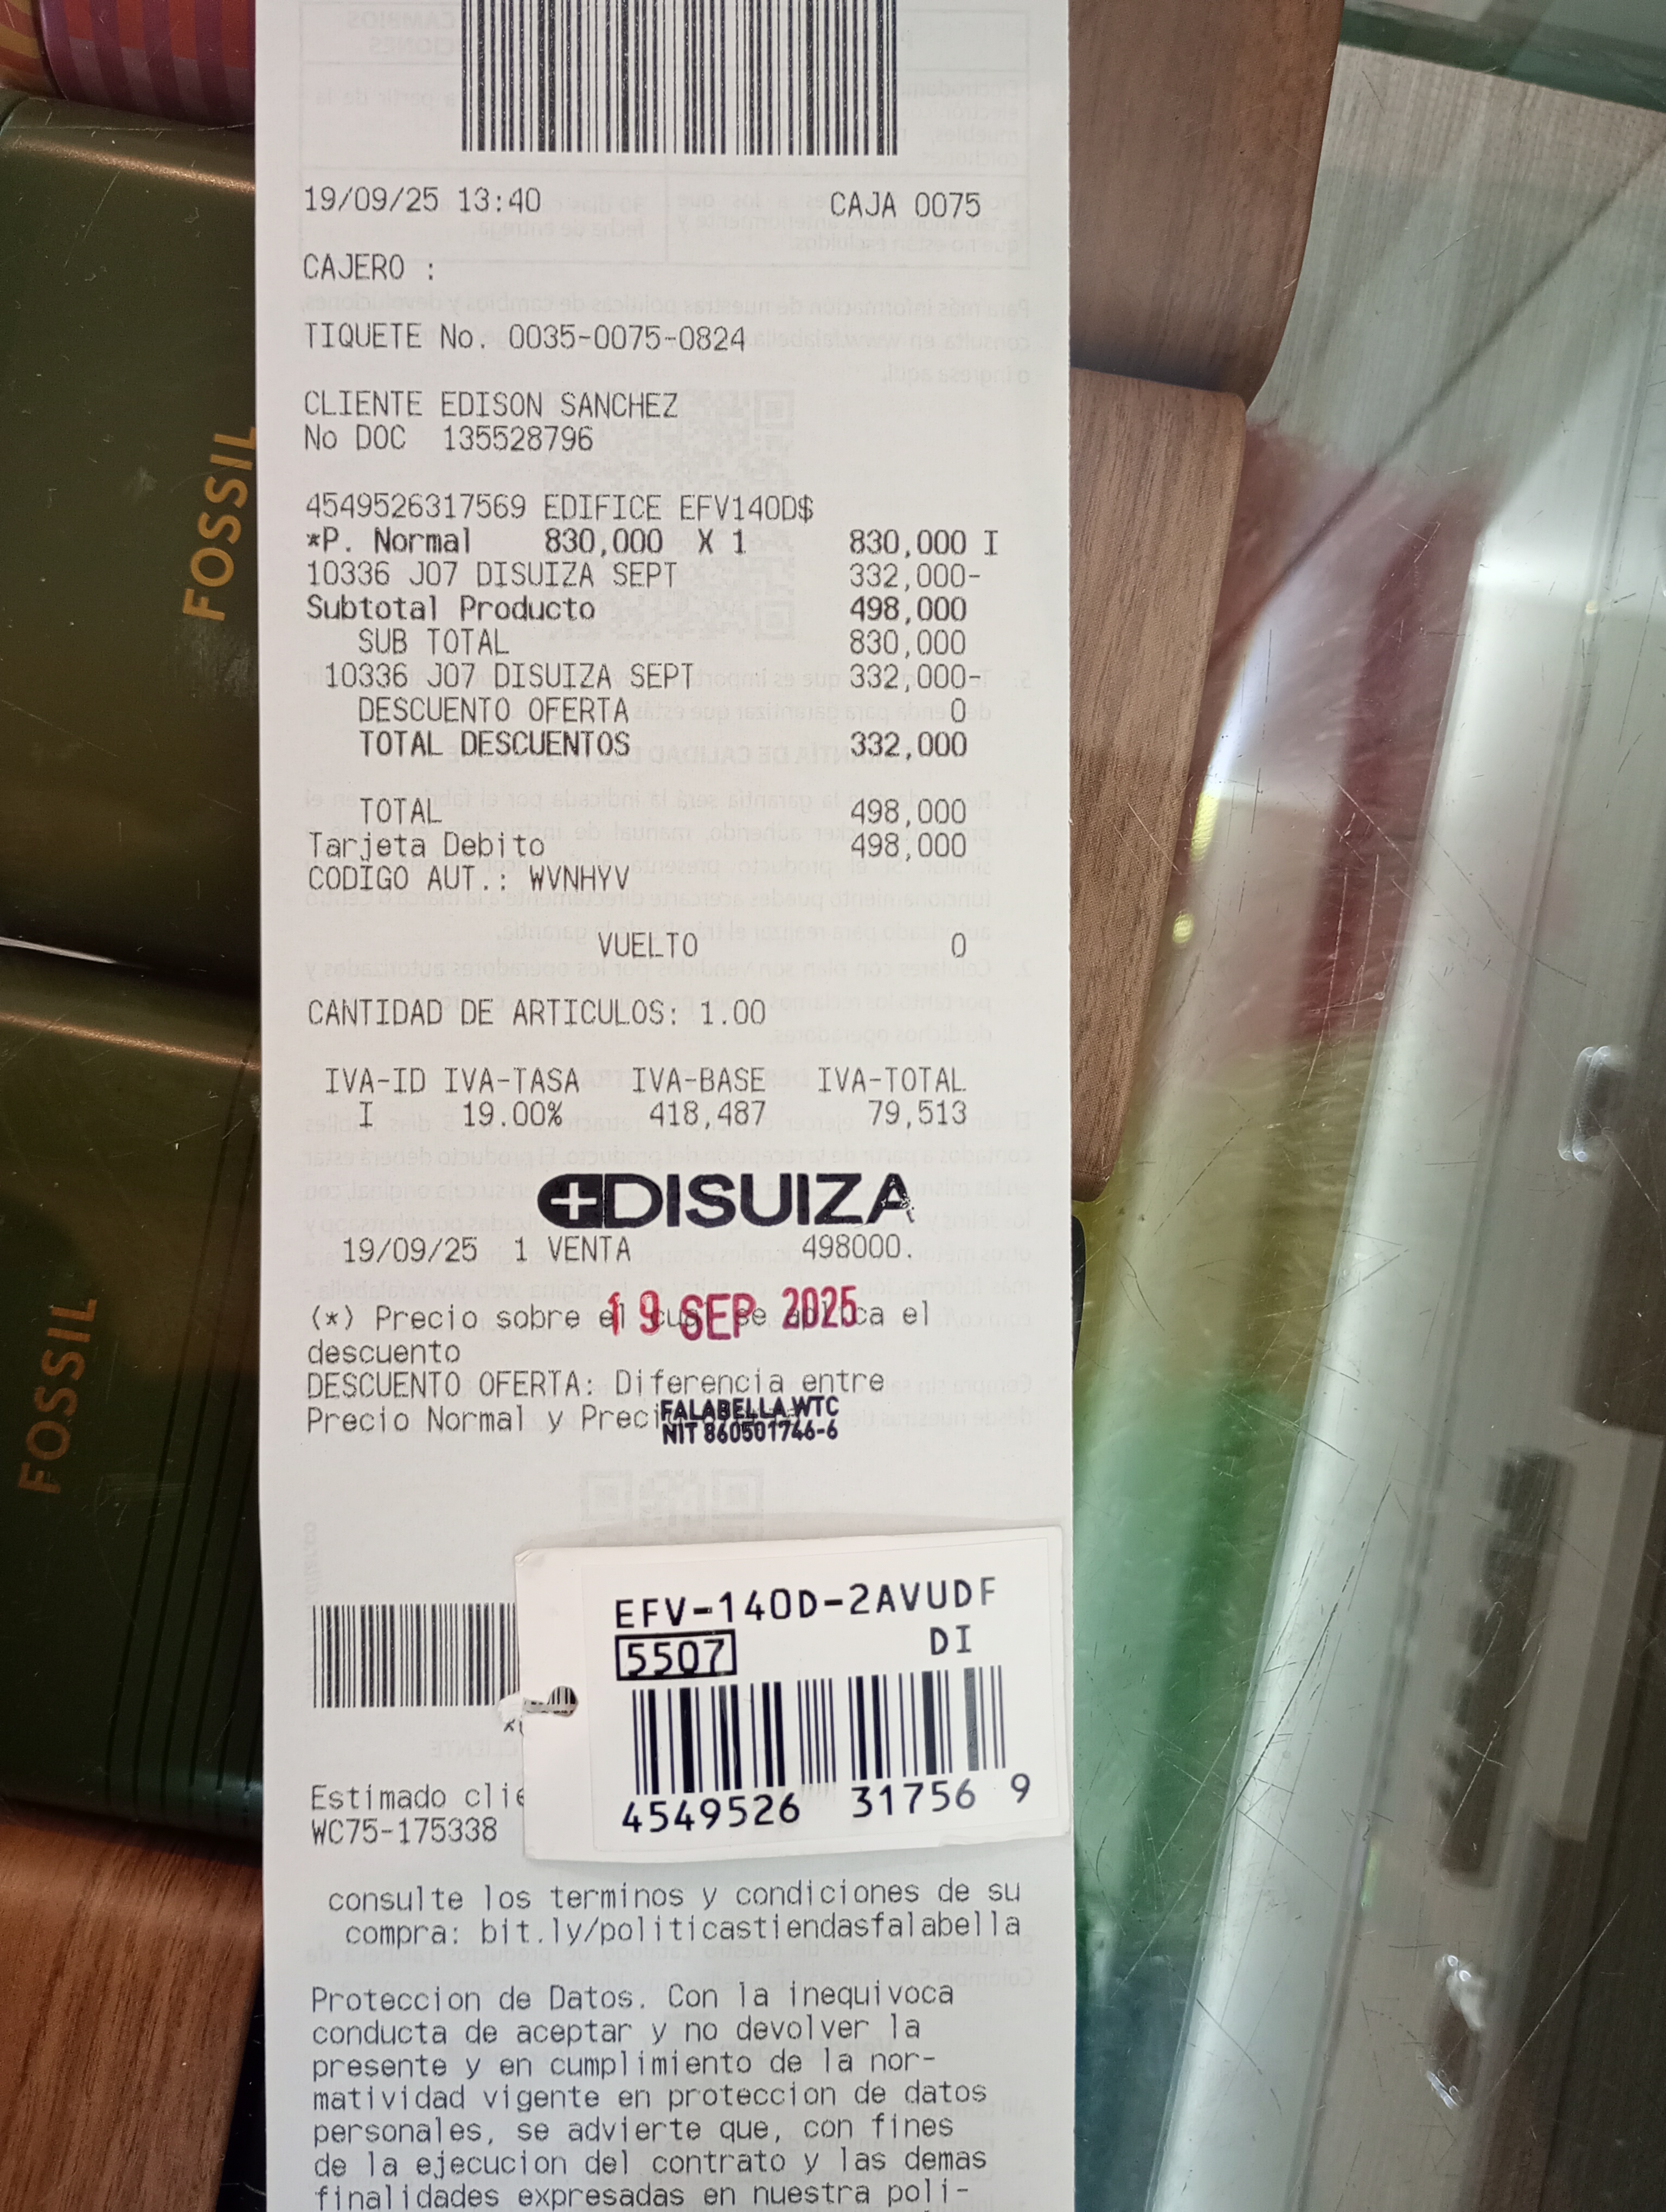 19/09/25 13:40 CAJA 0075
CAJERO :
TIQUETE No. 0035-0075-0824
CLIENTE EDISON SANCHEZ
No DOC 135528796
4549526317569 EDIFICE EFV140D$
*P. Normal 830,000 X 1 830,000 I
10336 J07 DISUIZA SEPT 332,000-
Subtotal Producto 498,000
SUB TOTAL 830,000
10336 J07 DISUIZA SEPT 332,000-
DESCUENTO OFERTA 0
TOTAL DESCUENTOS 332,000
TOTAL 498,000
Tarjeta Debito 498,000
CODIGO AUT.: WVNHYV
VUELTO 0
CANTIDAD DE ARTICULOS: 1.00
IVA-ID IVA-TASA IVA-BASE IVA-TOTAL
I 19.00% 418,487 79,513
DISUIZA
19/09/25 1 VENTA 498000.
(*) Precio sobre el cual se aplica el
19 SEP 2025
descuento
DESCUENTO OFERTA: Diferencia entre
Precio Normal y Preci
FALABELLA WTC
NIT 860501746-6
EFV-140D-2AVUDF
5507 DI
4549526 31756 9
Estimado clie
WC75-175338
consulte los terminos y condiciones de su
compra: bit.ly/politicastiendasfalabella
Proteccion de Datos. Con la inequivoca
conducta de aceptar y no devolver la
presente y en cumplimiento de la nor-
matividad vigente en proteccion de datos
personales, se advierte que, con fines
de la ejecucion del contrato y las demas
finalidades expresadas en nuestra poli-
FOSSIL
FOSSIL